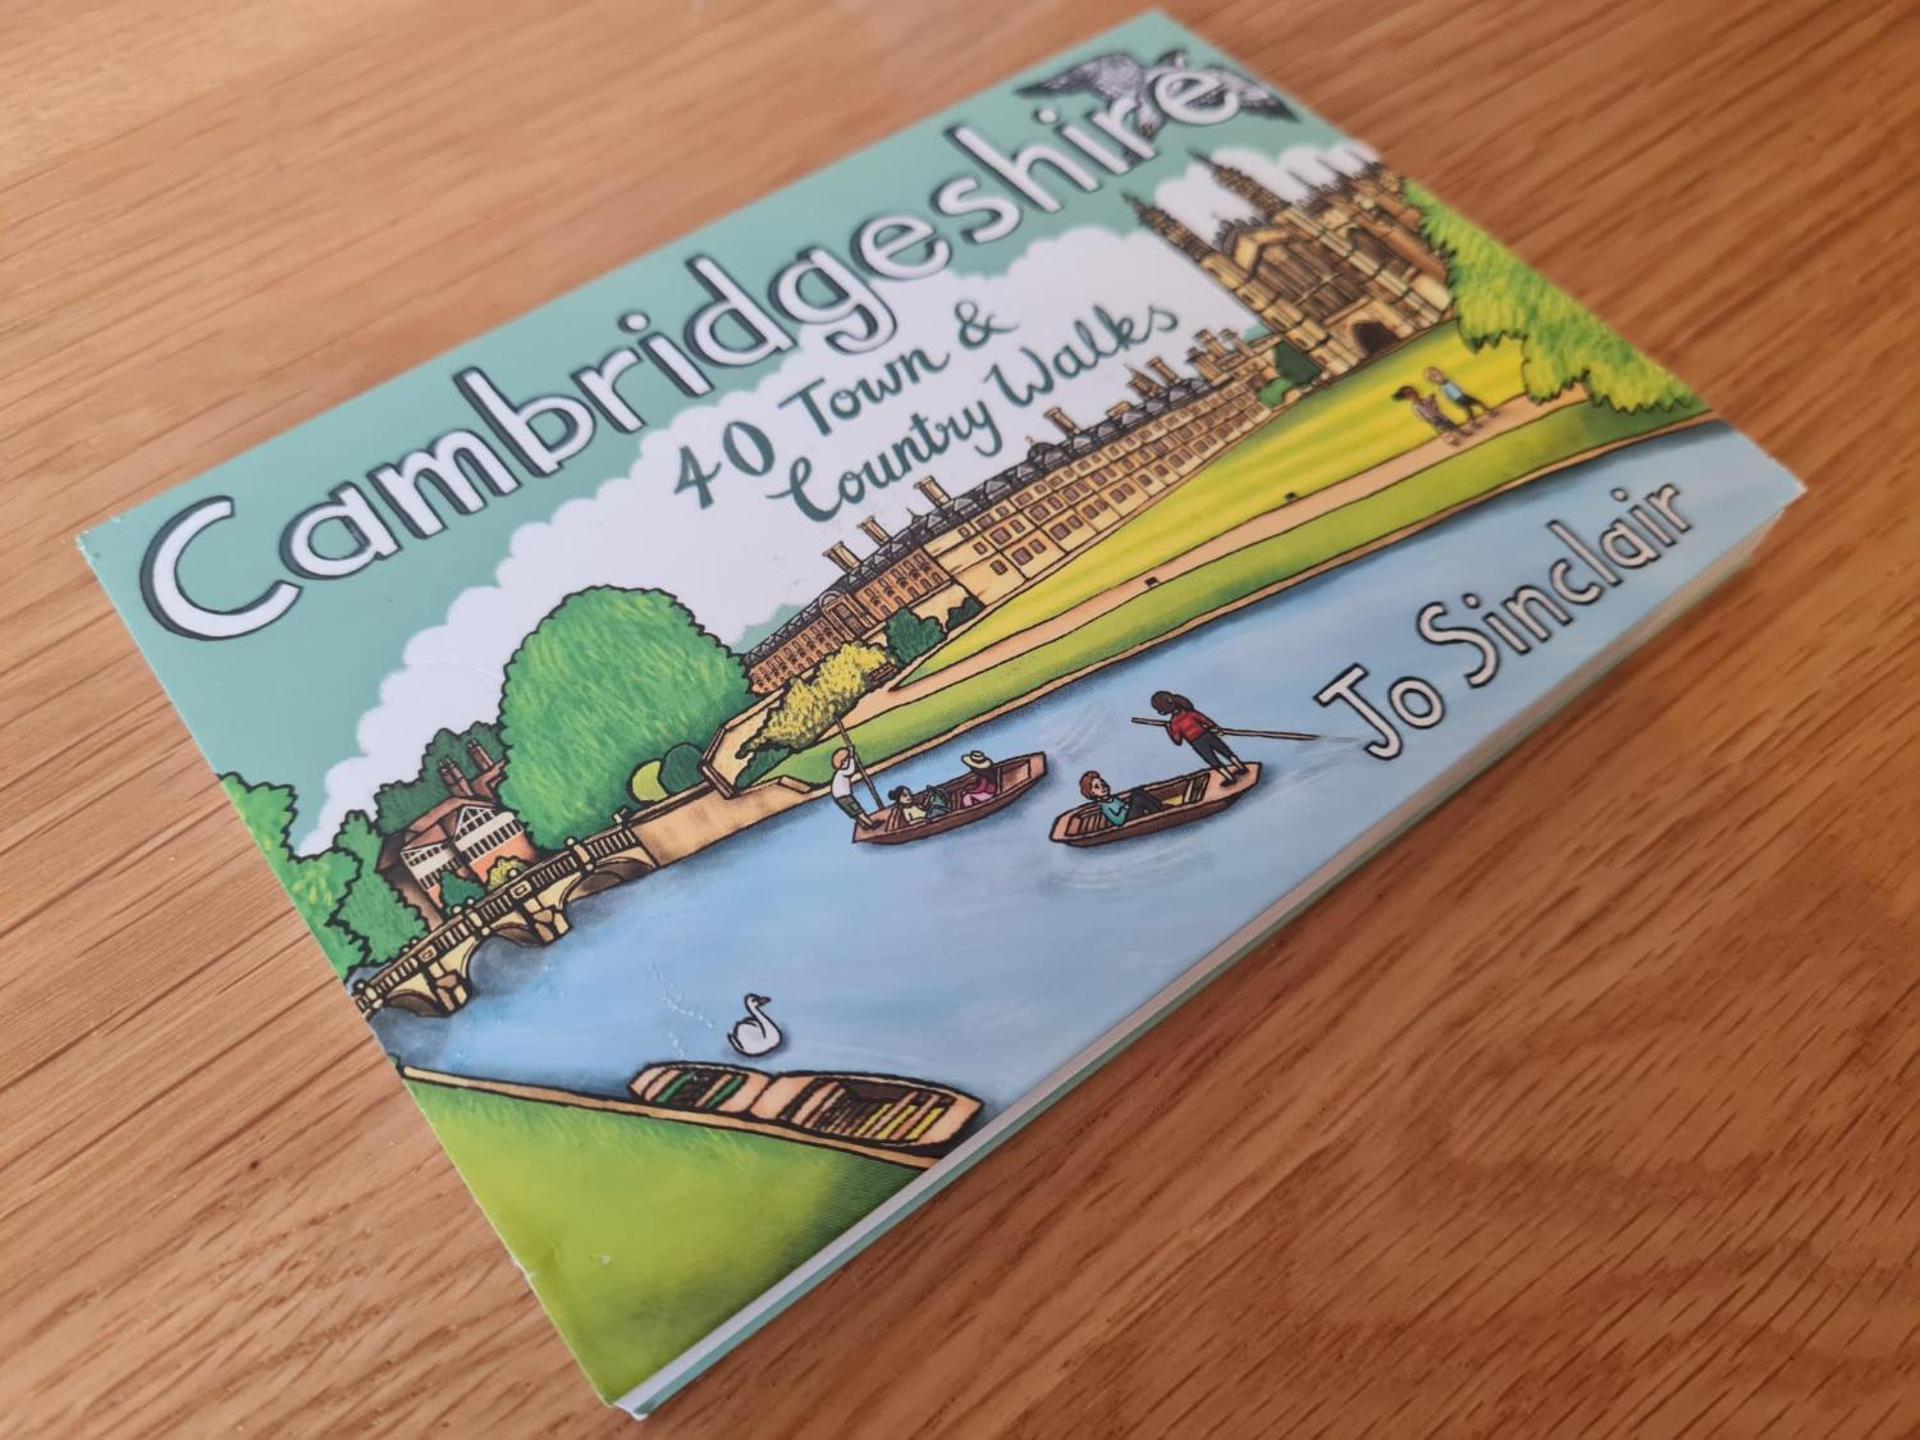 Cambridgeshire
40 Town &
Country Walks
Jo Sinclair